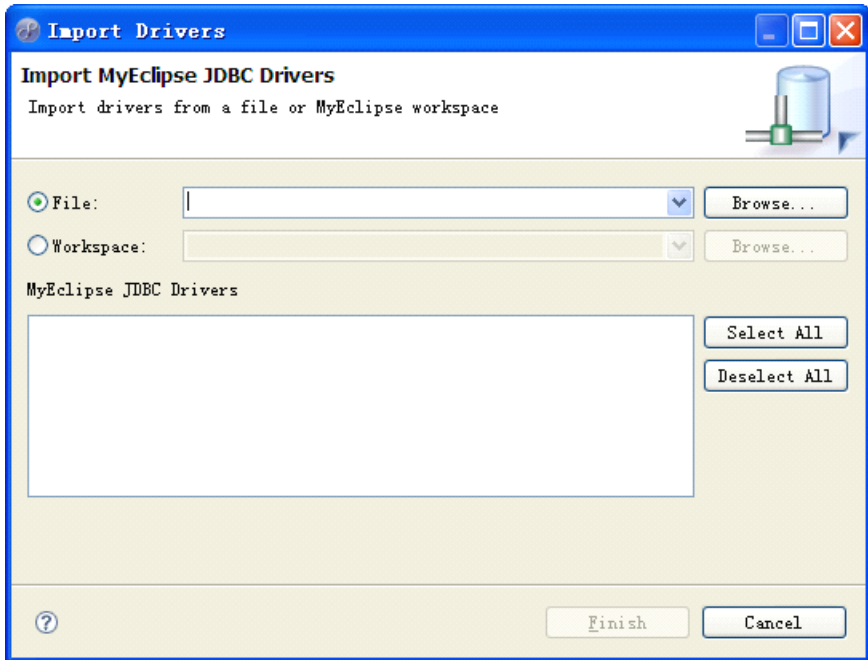 Import Drivers
Import MyEclipse JDBC Drivers
Import drivers from a file or MyEclipse workspace
File: Browse...
Workspace: Browse...
MyEclipse JDBC Drivers
Select All
Deselect All
? Finish Cancel